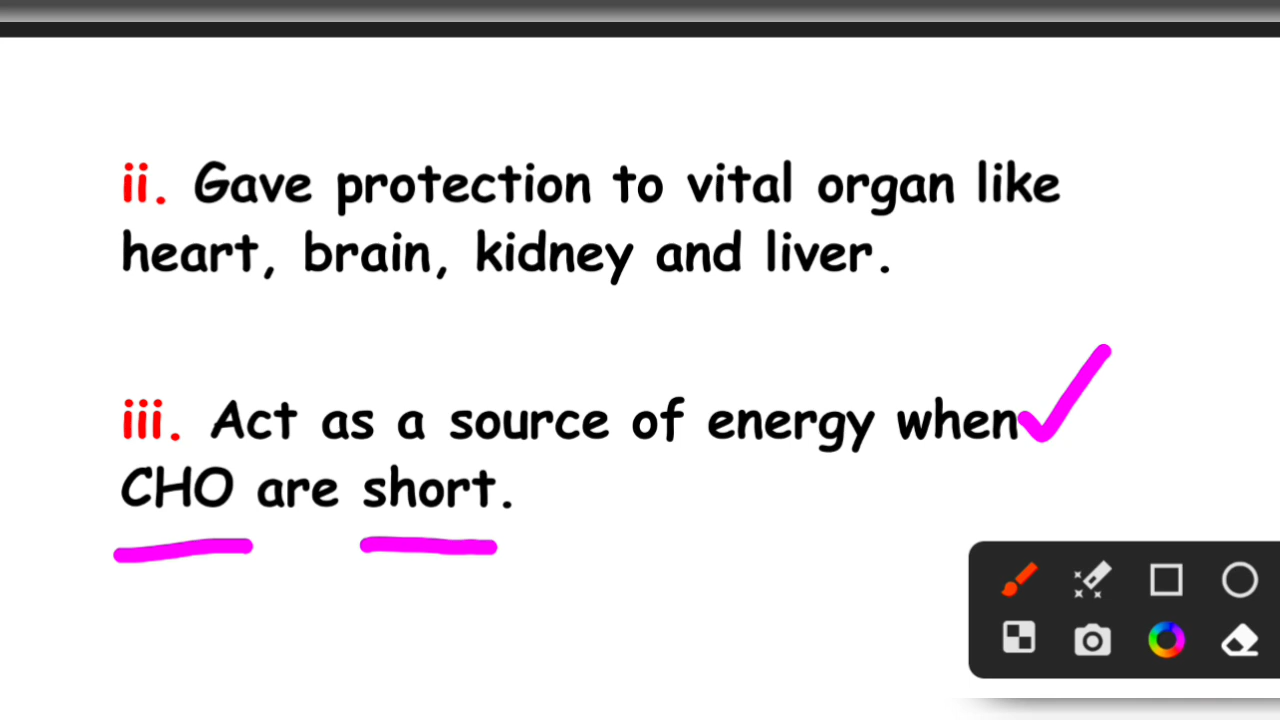 ii. Gave protection to vital organ like
heart, brain, kidney and liver.
iii. Act as a source of energy when
CHO are short.